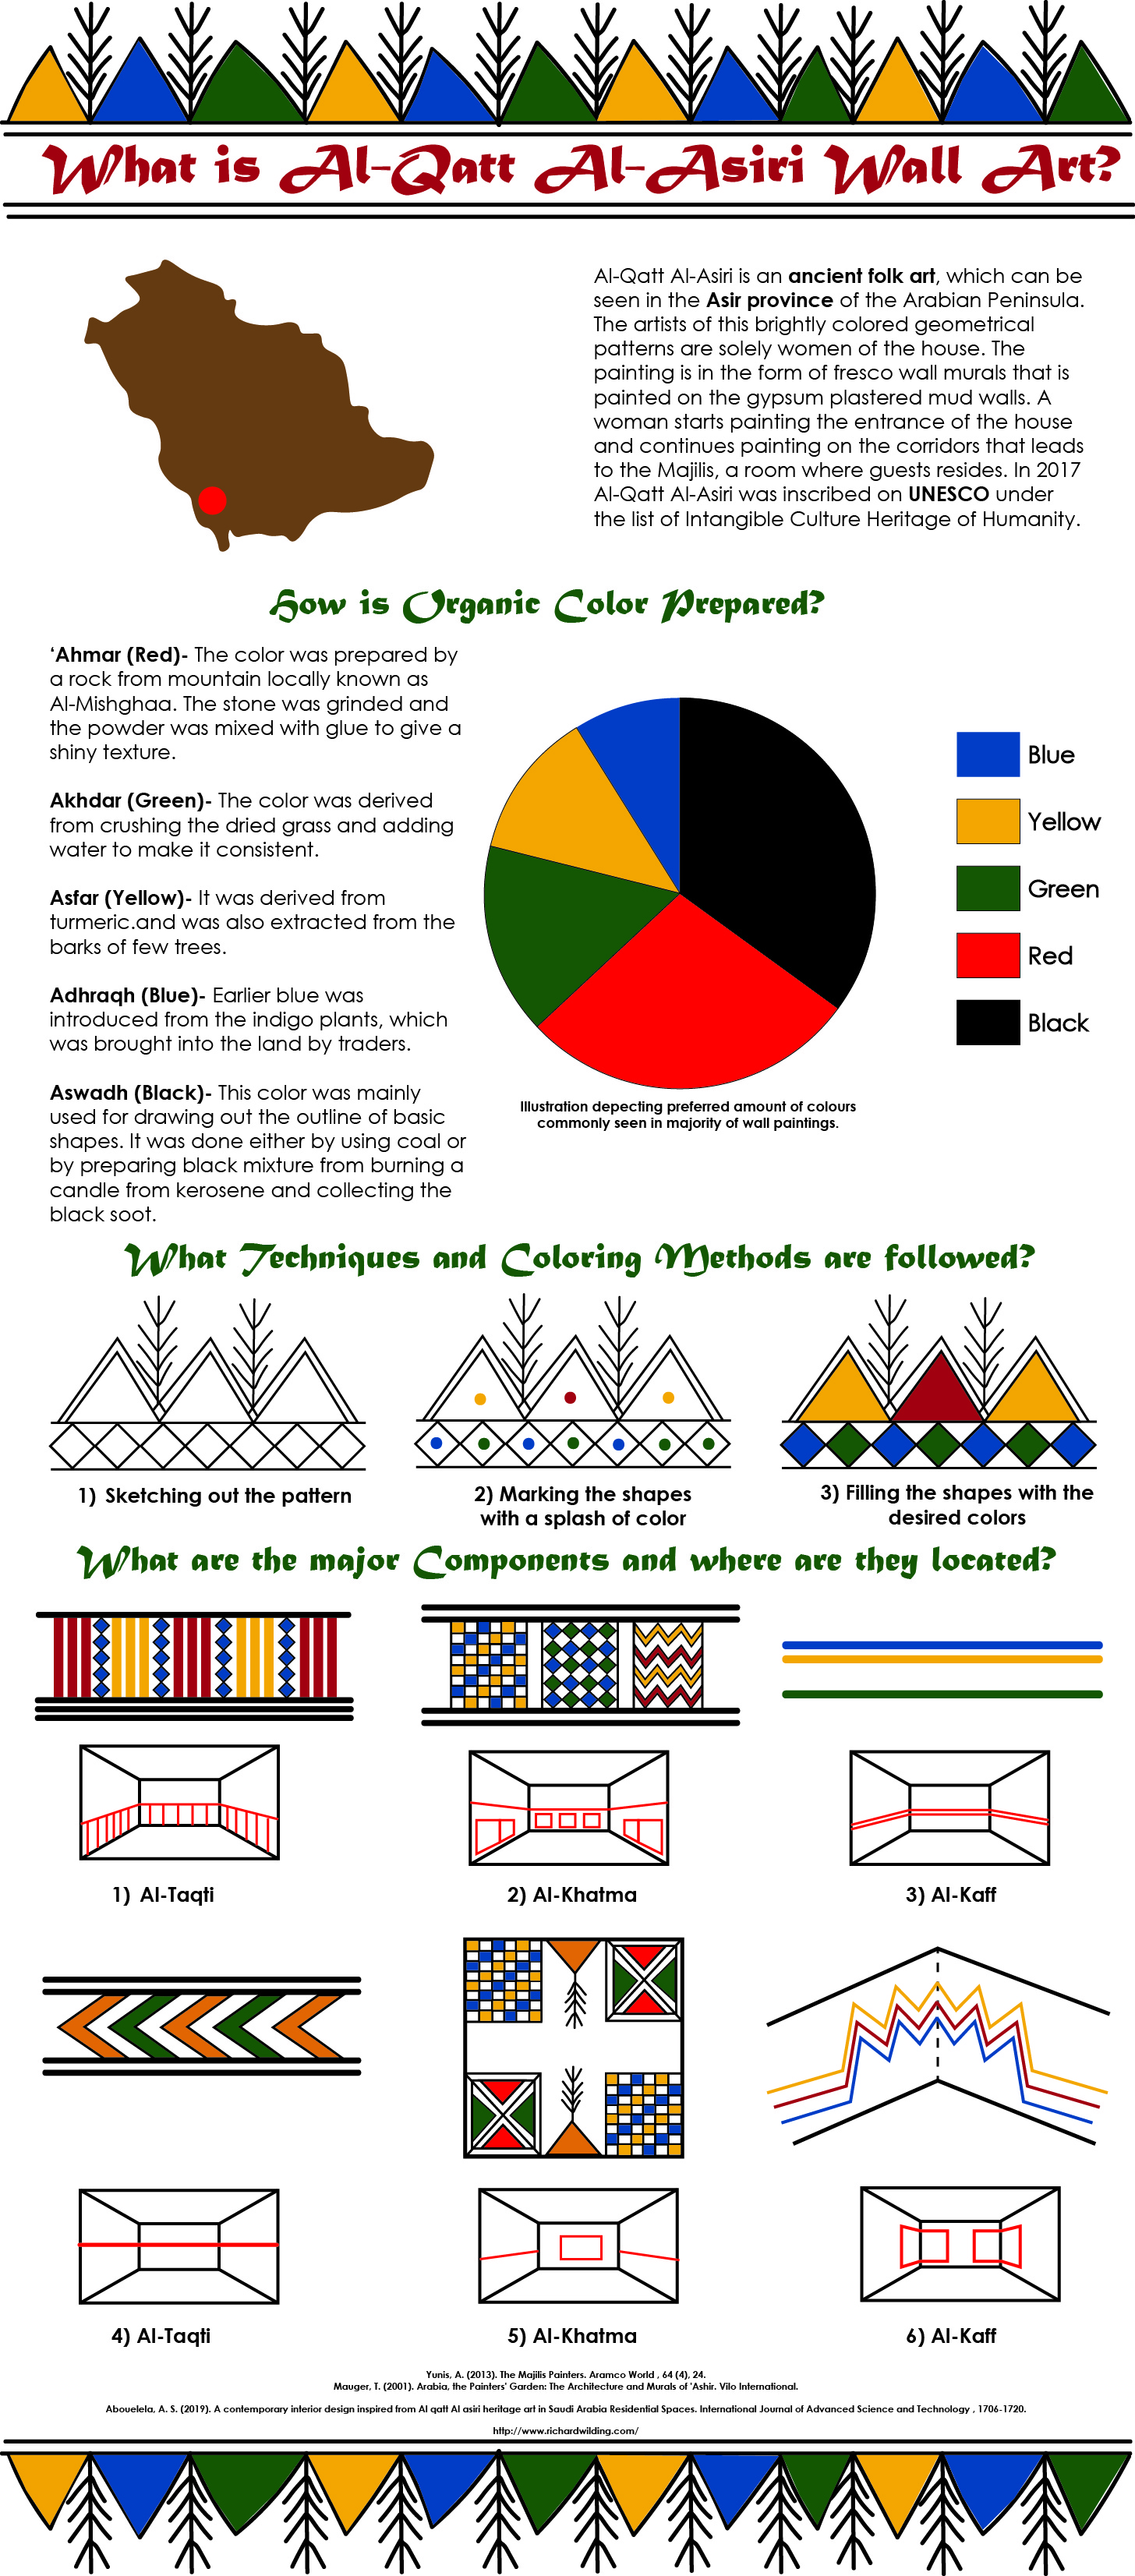 What is Al-Qatt Al-Asiri Wall Art?
Al-Qatt Al-Asiri is an ancient folk art, which can be
seen in the Asir province of the Arabian Peninsula.
The artists of this brightly colored geometrical
patterns are solely women of the house. The
painting is in the form of fresco wall murals that is
painted on the gypsum plastered mud walls. A
woman starts painting the entrance of the house
and continues painting on the corridors that leads
to the Majilis, a room where guests resides. In 2017
Al-Qatt Al-Asiri was inscribed on UNESCO under
the list of Intangible Culture Heritage of Humanity.
How is Organic Color Prepared?
‘Ahmar (Red)- The color was prepared by
a rock from mountain locally known as
Al-Mishghaa. The stone was grinded and
the powder was mixed with glue to give a
shiny texture.
Akhdar (Green)- The color was derived
from crushing the dried grass and adding
water to make it consistent.
Asfar (Yellow)- It was derived from
turmeric.and was also extracted from the
barks of few trees.
Adhraqh (Blue)- Earlier blue was
introduced from the indigo plants, which
was brought into the land by traders.
Aswadh (Black)- This color was mainly
used for drawing out the outline of basic
shapes. It was done either by using coal or
by preparing black mixture from burning a
candle from kerosene and collecting the
black soot.
Blue
Yellow
Green
Red
Black
Illustration depecting preferred amount of colours
commonly seen in majority of wall paintings.
What Techniques and Coloring Methods are followed?
1) Sketching out the pattern
2) Marking the shapes
with a splash of color
3) Filling the shapes with the
desired colors
What are the major Components and where are they located?
1) Al-Taqti
2) Al-Khatma
3) Al-Kaff
4) Al-Taqti
5) Al-Khatma
6) Al-Kaff
Yunis, A. (2013). The Majilis Painters. Aramco World , 64 (4), 24.
Mauger, T. (2001). Arabia, the Painters' Garden: The Architecture and Murals of 'Ashir. Vilo International.
Abouelela, A. S. (2019). A contemporary interior design inspired from Al qatt Al asiri heritage art in Saudi Arabia Residential Spaces. International Journal of Advanced Science and Technology , 1706-1720.
http://www.richardwilding.com/